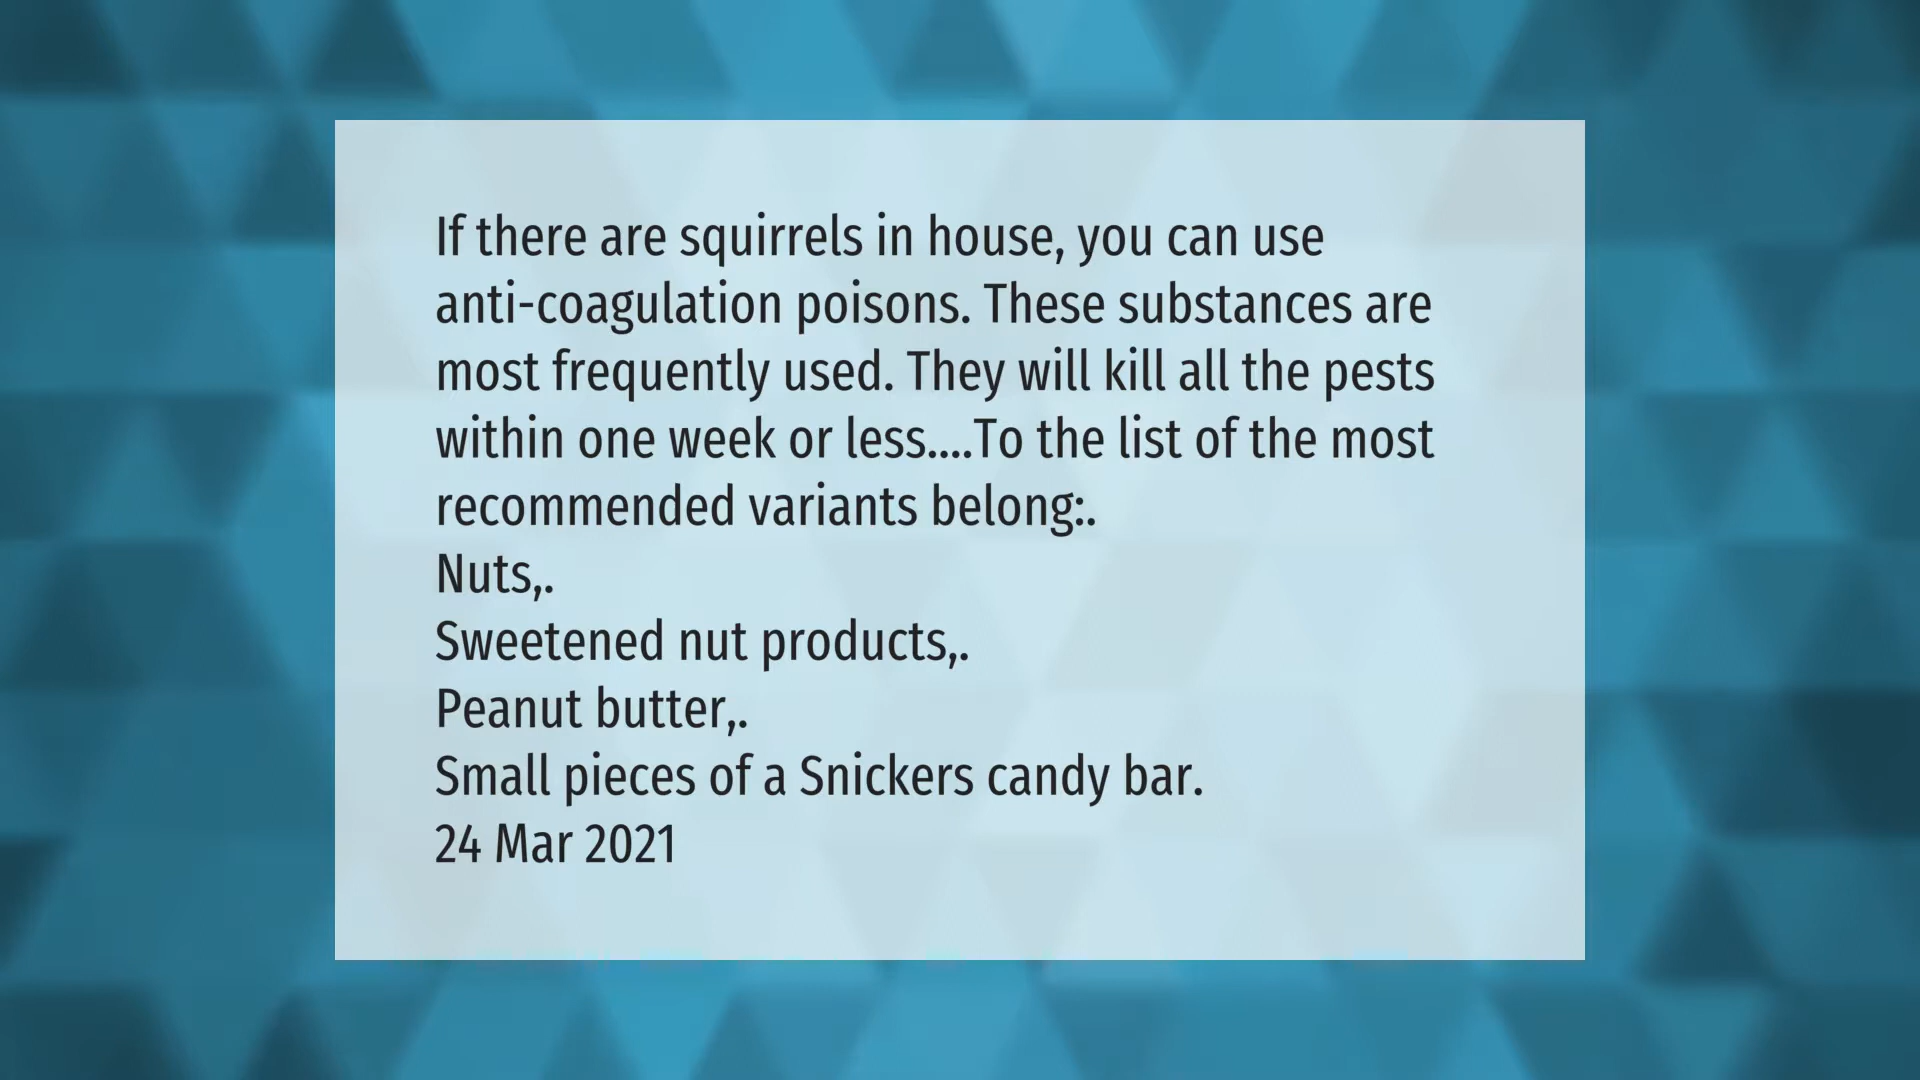 If there are squirrels in house, you can use
anti-coagulation poisons. These substances are
most frequently used. They will kill all the pests
within one week or less....To the list of the most
recommended variants belong:.
Nuts,.
Sweetened nut products,.
Peanut butter,.
Small pieces of a Snickers candy bar.
24 Mar 2021